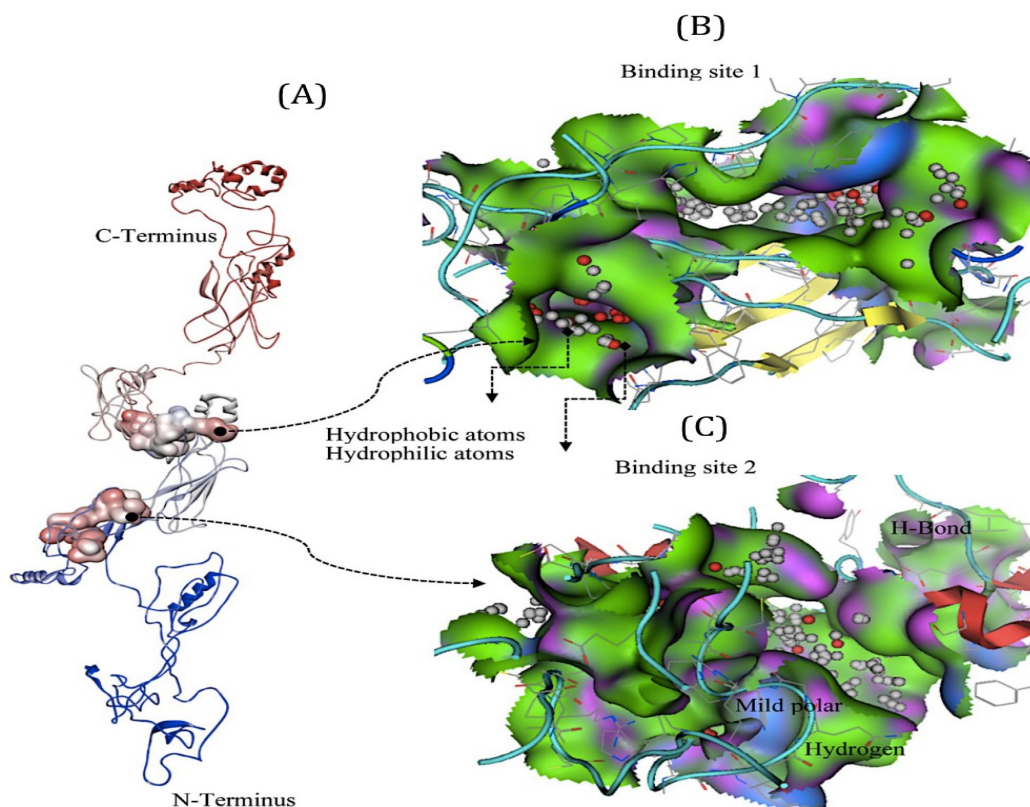 (A)
C-Terminus
N-Terminus
(B)
Binding site 1
Hydrophobic atoms
Hydrophilic atoms
(C)
Binding site 2
H-Bond
Mild polar
Hydrogen